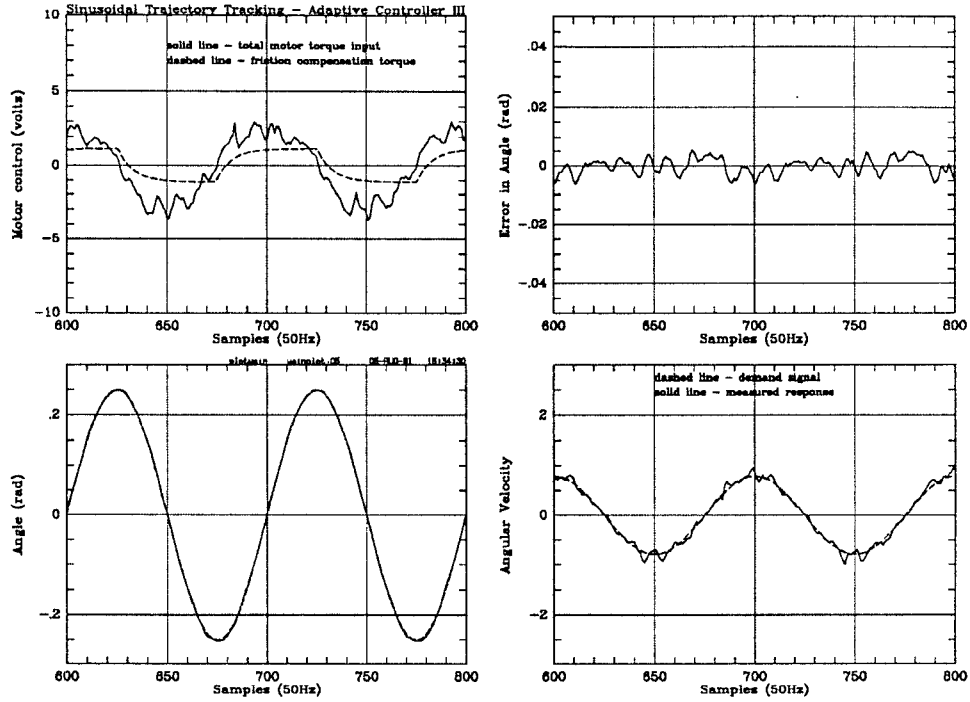 Sinusoidal Trajectory Tracking — Adaptive Controller III
10
5
0
-5
-10
Motor control (volts)
solid line — total motor torque input
dashed line — friction compensation torque
600
650
700
750
800
Samples (50Hz)
.04
.02
0
-.02
-.04
Error in Angle (rad)
600
650
700
750
800
Samples (50Hz)
15:34:30
.2
0
-.2
Angle (rad)
600
650
700
750
800
Samples (50Hz)
dashed line — demand signal
solid line — measured response
2
0
-2
Angular Velocity
600
650
700
750
800
Samples (50Hz)